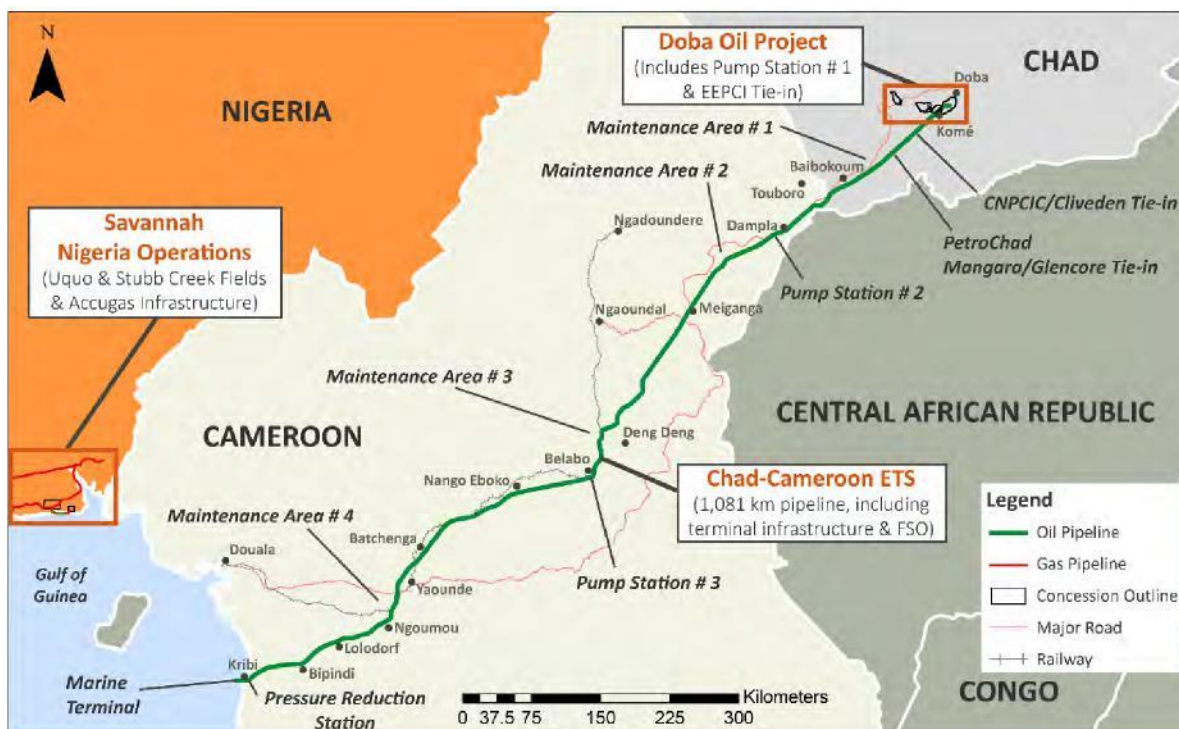 N
NIGERIA
Doba Oil Project
(Includes Pump Station # 1
& EEPCI Tie-in)
CHAD
Doba
Komé
Maintenance Area # 1
Maintenance Area # 2
Baibokoum
Touboro
CNPCIC/Cliveden Tie-in
Savannah
Nigeria Operations
(Uquo & Stubb Creek Fields
& Accugas Infrastructure)
Ngadoundere
Dampla
PetroChad
Mangara/Glencore Tie-in
Pump Station # 2
Ngaoundal
Meiganga
Maintenance Area # 3
CENTRAL AFRICAN REPUBLIC
CAMEROON
Deng Deng
Belabo
Nango Eboko
Chad-Cameroon ETS
(1,081 km pipeline, including
terminal infrastructure & FSO)
Maintenance Area # 4
Batchenga
Douala
Gulf of
Guinea
Yaounde
Pump Station # 3
Ngoumou
Lolodorf
Kribi
Bipindi
Marine
Terminal
Pressure Reduction
Station
Kilometers
0 37.5 75 150 225 300
Legend
Oil Pipeline
Gas Pipeline
Concession Outline
Major Road
Railway
CONGO